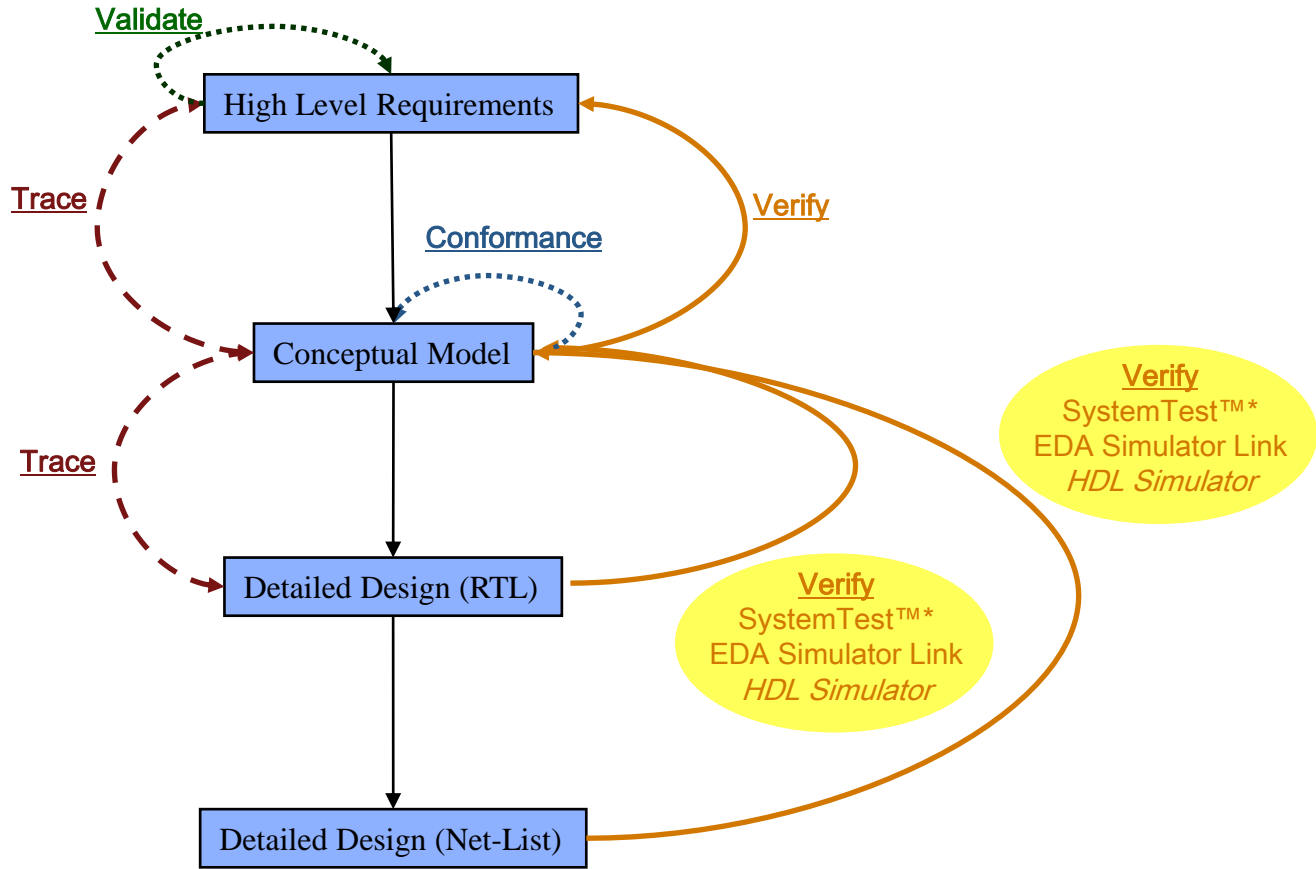 Validate
High Level Requirements
Trace
Verify
Conformance
Conceptual Model
Verify
SystemTest™*
EDA Simulator Link
HDL Simulator
Trace
Detailed Design (RTL)
Verify
SystemTest™*
EDA Simulator Link
HDL Simulator
Detailed Design (Net-List)